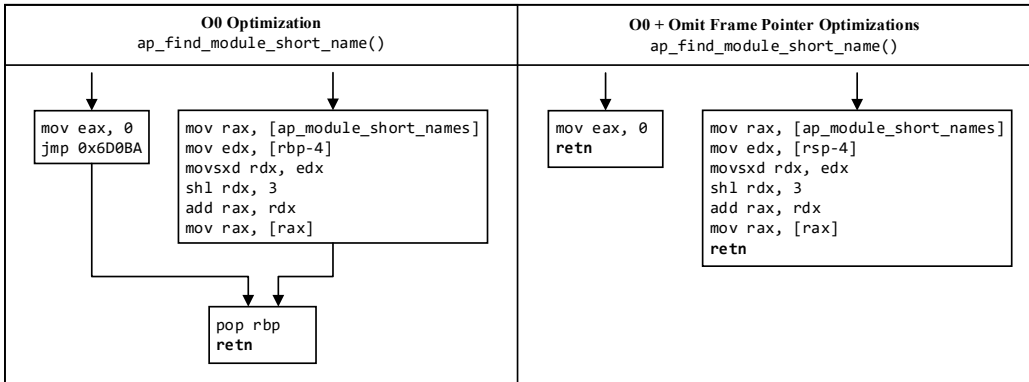 O0 Optimization
ap_find_module_short_name()
mov eax, 0
jmp 0x6D0BA
mov rax, [ap_module_short_names]
mov edx, [rbp-4]
movsxd rdx, edx
shl rdx, 3
add rax, rdx
mov rax, [rax]
pop rbp
retn
O0 + Omit Frame Pointer Optimizations
ap_find_module_short_name()
mov eax, 0
retn
mov rax, [ap_module_short_names]
mov edx, [rsp-4]
movsxd rdx, edx
shl rdx, 3
add rax, rdx
mov rax, [rax]
retn